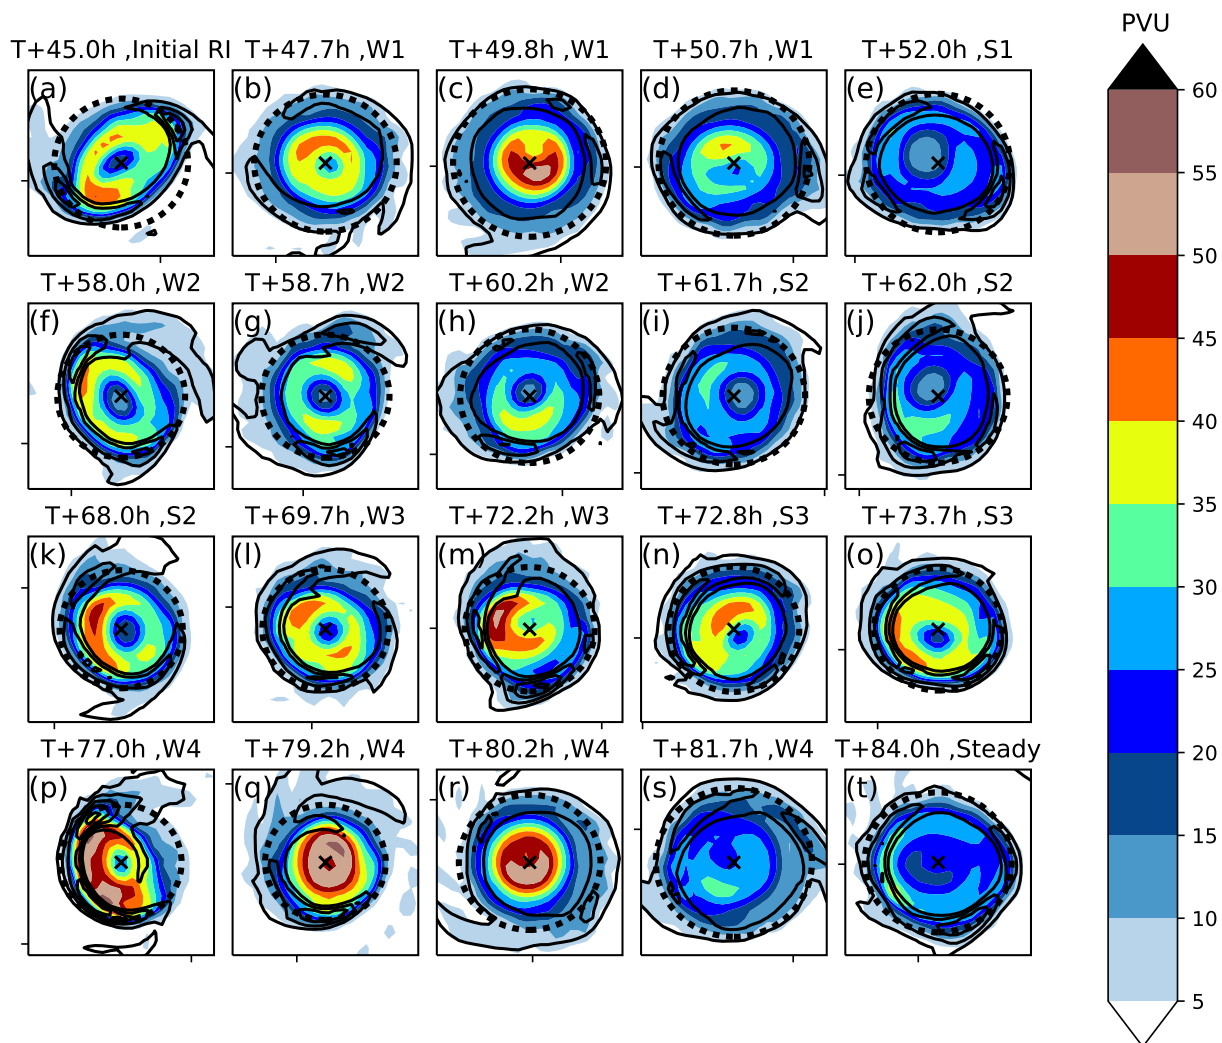 PVU
T+45.0h ,Initial RI T+47.7h ,W1 T+49.8h ,W1 T+50.7h ,W1 T+52.0h ,S1
(a) (b) (c) (d) (e)
T+58.0h ,W2 T+58.7h ,W2 T+60.2h ,W2 T+61.7h ,S2 T+62.0h ,S2
(f) (g) (h) (i) (j)
T+68.0h ,S2 T+69.7h ,W3 T+72.2h ,W3 T+72.8h ,S3 T+73.7h ,S3
(k) (l) (m) (n) (o)
T+77.0h ,W4 T+79.2h ,W4 T+80.2h ,W4 T+81.7h ,W4 T+84.0h ,Steady
(p) (q) (r) (s) (t)
60
55
50
45
40
35
30
25
20
15
10
5